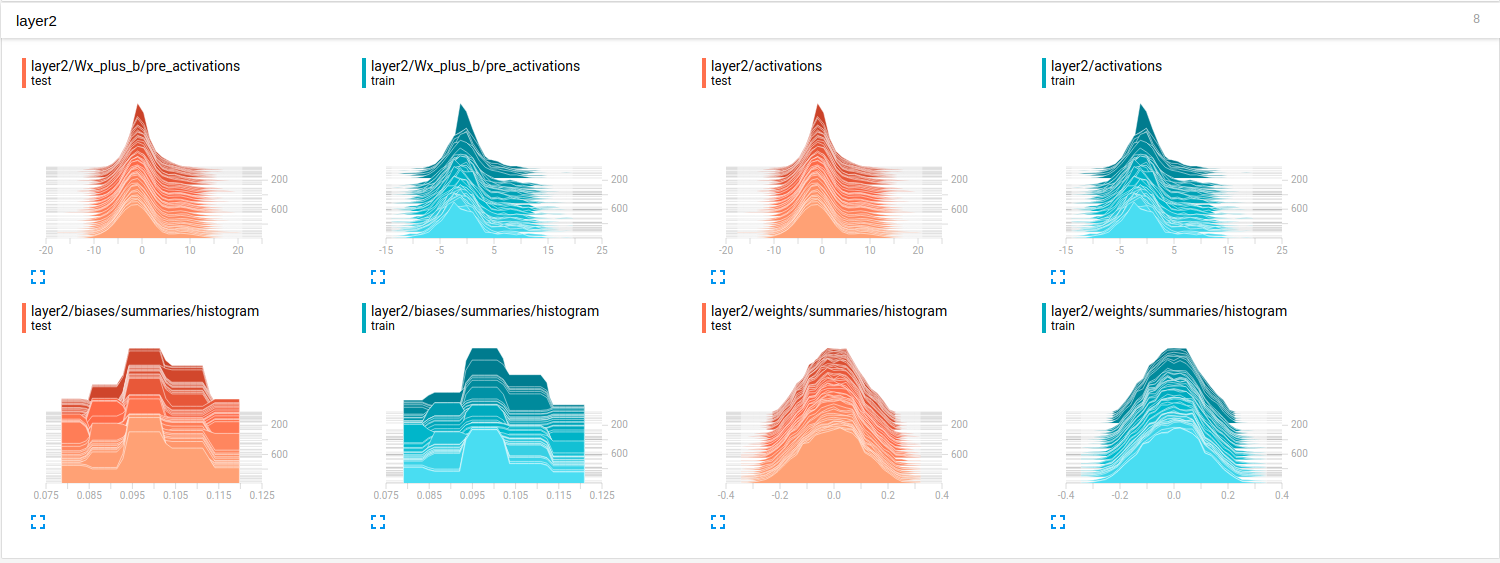 layer2 8
layer2/Wx_plus_b/pre_activations layer2/Wx_plus_b/pre_activations layer2/activations layer2/activations
test train test train
200 200 200 200
600 600 600 600
-20 -10 0 10 20 -15 -5 5 15 25 -20 -10 0 10 20 -15 -5 5 15 25
layer2/biases/summaries/histogram layer2/biases/summaries/histogram layer2/weights/summaries/histogram layer2/weights/summaries/histogram
test train test train
200 200 200 200
600 600 600 600
0.075 0.085 0.095 0.105 0.115 0.125 0.075 0.085 0.095 0.105 0.115 0.125 -0.4 -0.2 0.0 0.2 0.4 -0.4 -0.2 0.0 0.2 0.4